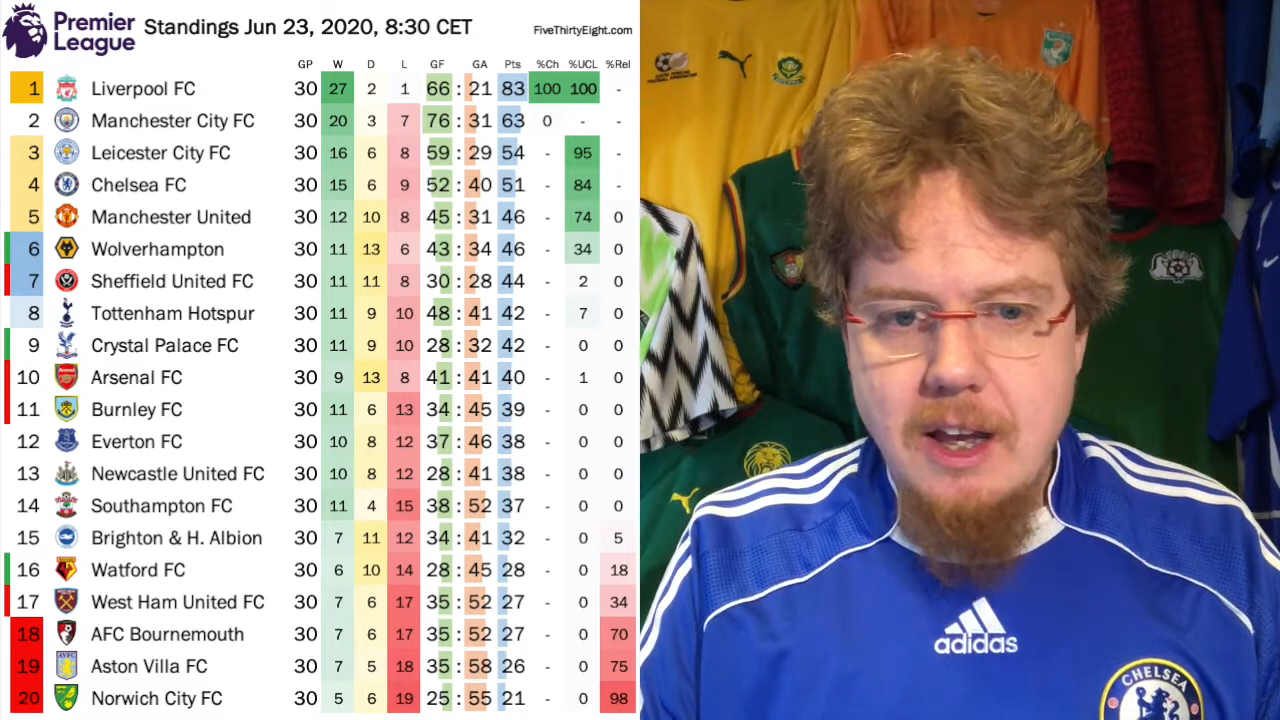 Premier League
Standings Jun 23, 2020, 8:30 CET
FiveThirtyEight.com
GP W D L GF GA Pts %Ch %UCL %Rel
1 Liverpool FC 30 27 2 1 66 : 21 83 100 100 -
2 Manchester City FC 30 20 3 7 76 : 31 63 0 - -
3 Leicester City FC 30 16 6 8 59 : 29 54 - 95 -
4 Chelsea FC 30 15 6 9 52 : 40 51 - 84 -
5 Manchester United 30 12 10 8 45 : 31 46 - 74 0
6 Wolverhampton 30 11 13 6 43 : 34 46 - 34 0
7 Sheffield United FC 30 11 11 8 30 : 28 44 - 2 0
8 Tottenham Hotspur 30 11 9 10 48 : 41 42 - 7 0
9 Crystal Palace FC 30 11 9 10 28 : 32 42 - 0 0
10 Arsenal FC 30 9 13 8 41 : 41 40 - 1 0
11 Burnley FC 30 11 6 13 34 : 45 39 - 0 0
12 Everton FC 30 10 8 12 37 : 46 38 - 0 0
13 Newcastle United FC 30 10 8 12 28 : 41 38 - 0 0
14 Southampton FC 30 11 4 15 38 : 52 37 - 0 0
15 Brighton & H. Albion 30 7 11 12 34 : 41 32 - 0 5
16 Watford FC 30 6 10 14 28 : 45 28 - 0 18
17 West Ham United FC 30 7 6 17 35 : 52 27 - 0 34
18 AFC Bournemouth 30 7 6 17 35 : 52 27 - 0 70
19 Aston Villa FC 30 7 5 18 35 : 58 26 - 0 75
20 Norwich City FC 30 5 6 19 25 : 55 21 - 0 98
adidas
CHELSEA